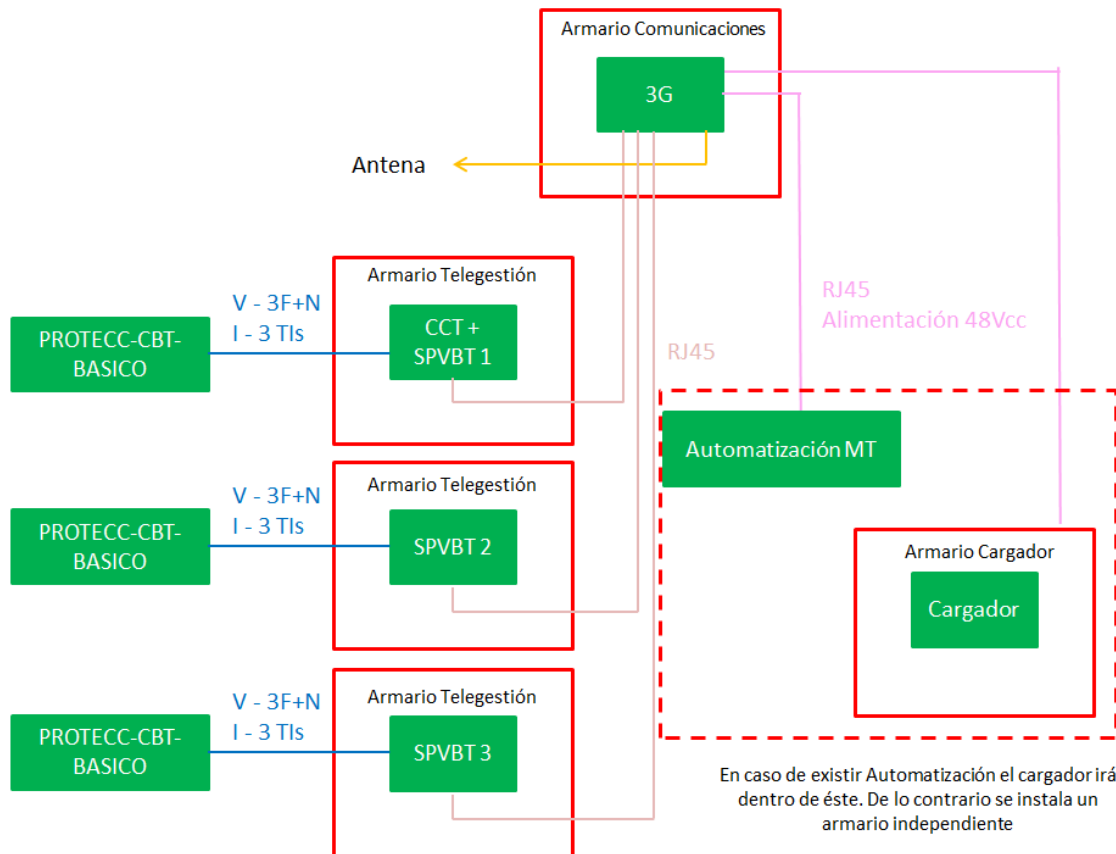 Armario Comunicaciones
3G
Antena
Armario Telegestión
V - 3F+N
I - 3 TIs
PROTECC-CBT-
BASICO
CCT +
SPVBT 1
RJ45
RJ45
Alimentación 48Vcc
Automatización MT
Armario Telegestión
V - 3F+N
I - 3 TIs
PROTECC-CBT-
BASICO
SPVBT 2
Armario Cargador
Cargador
Armario Telegestión
V - 3F+N
I - 3 TIs
PROTECC-CBT-
BASICO
SPVBT 3
En caso de existir Automatización el cargador irá
dentro de éste. De lo contrario se instala un
armario independiente